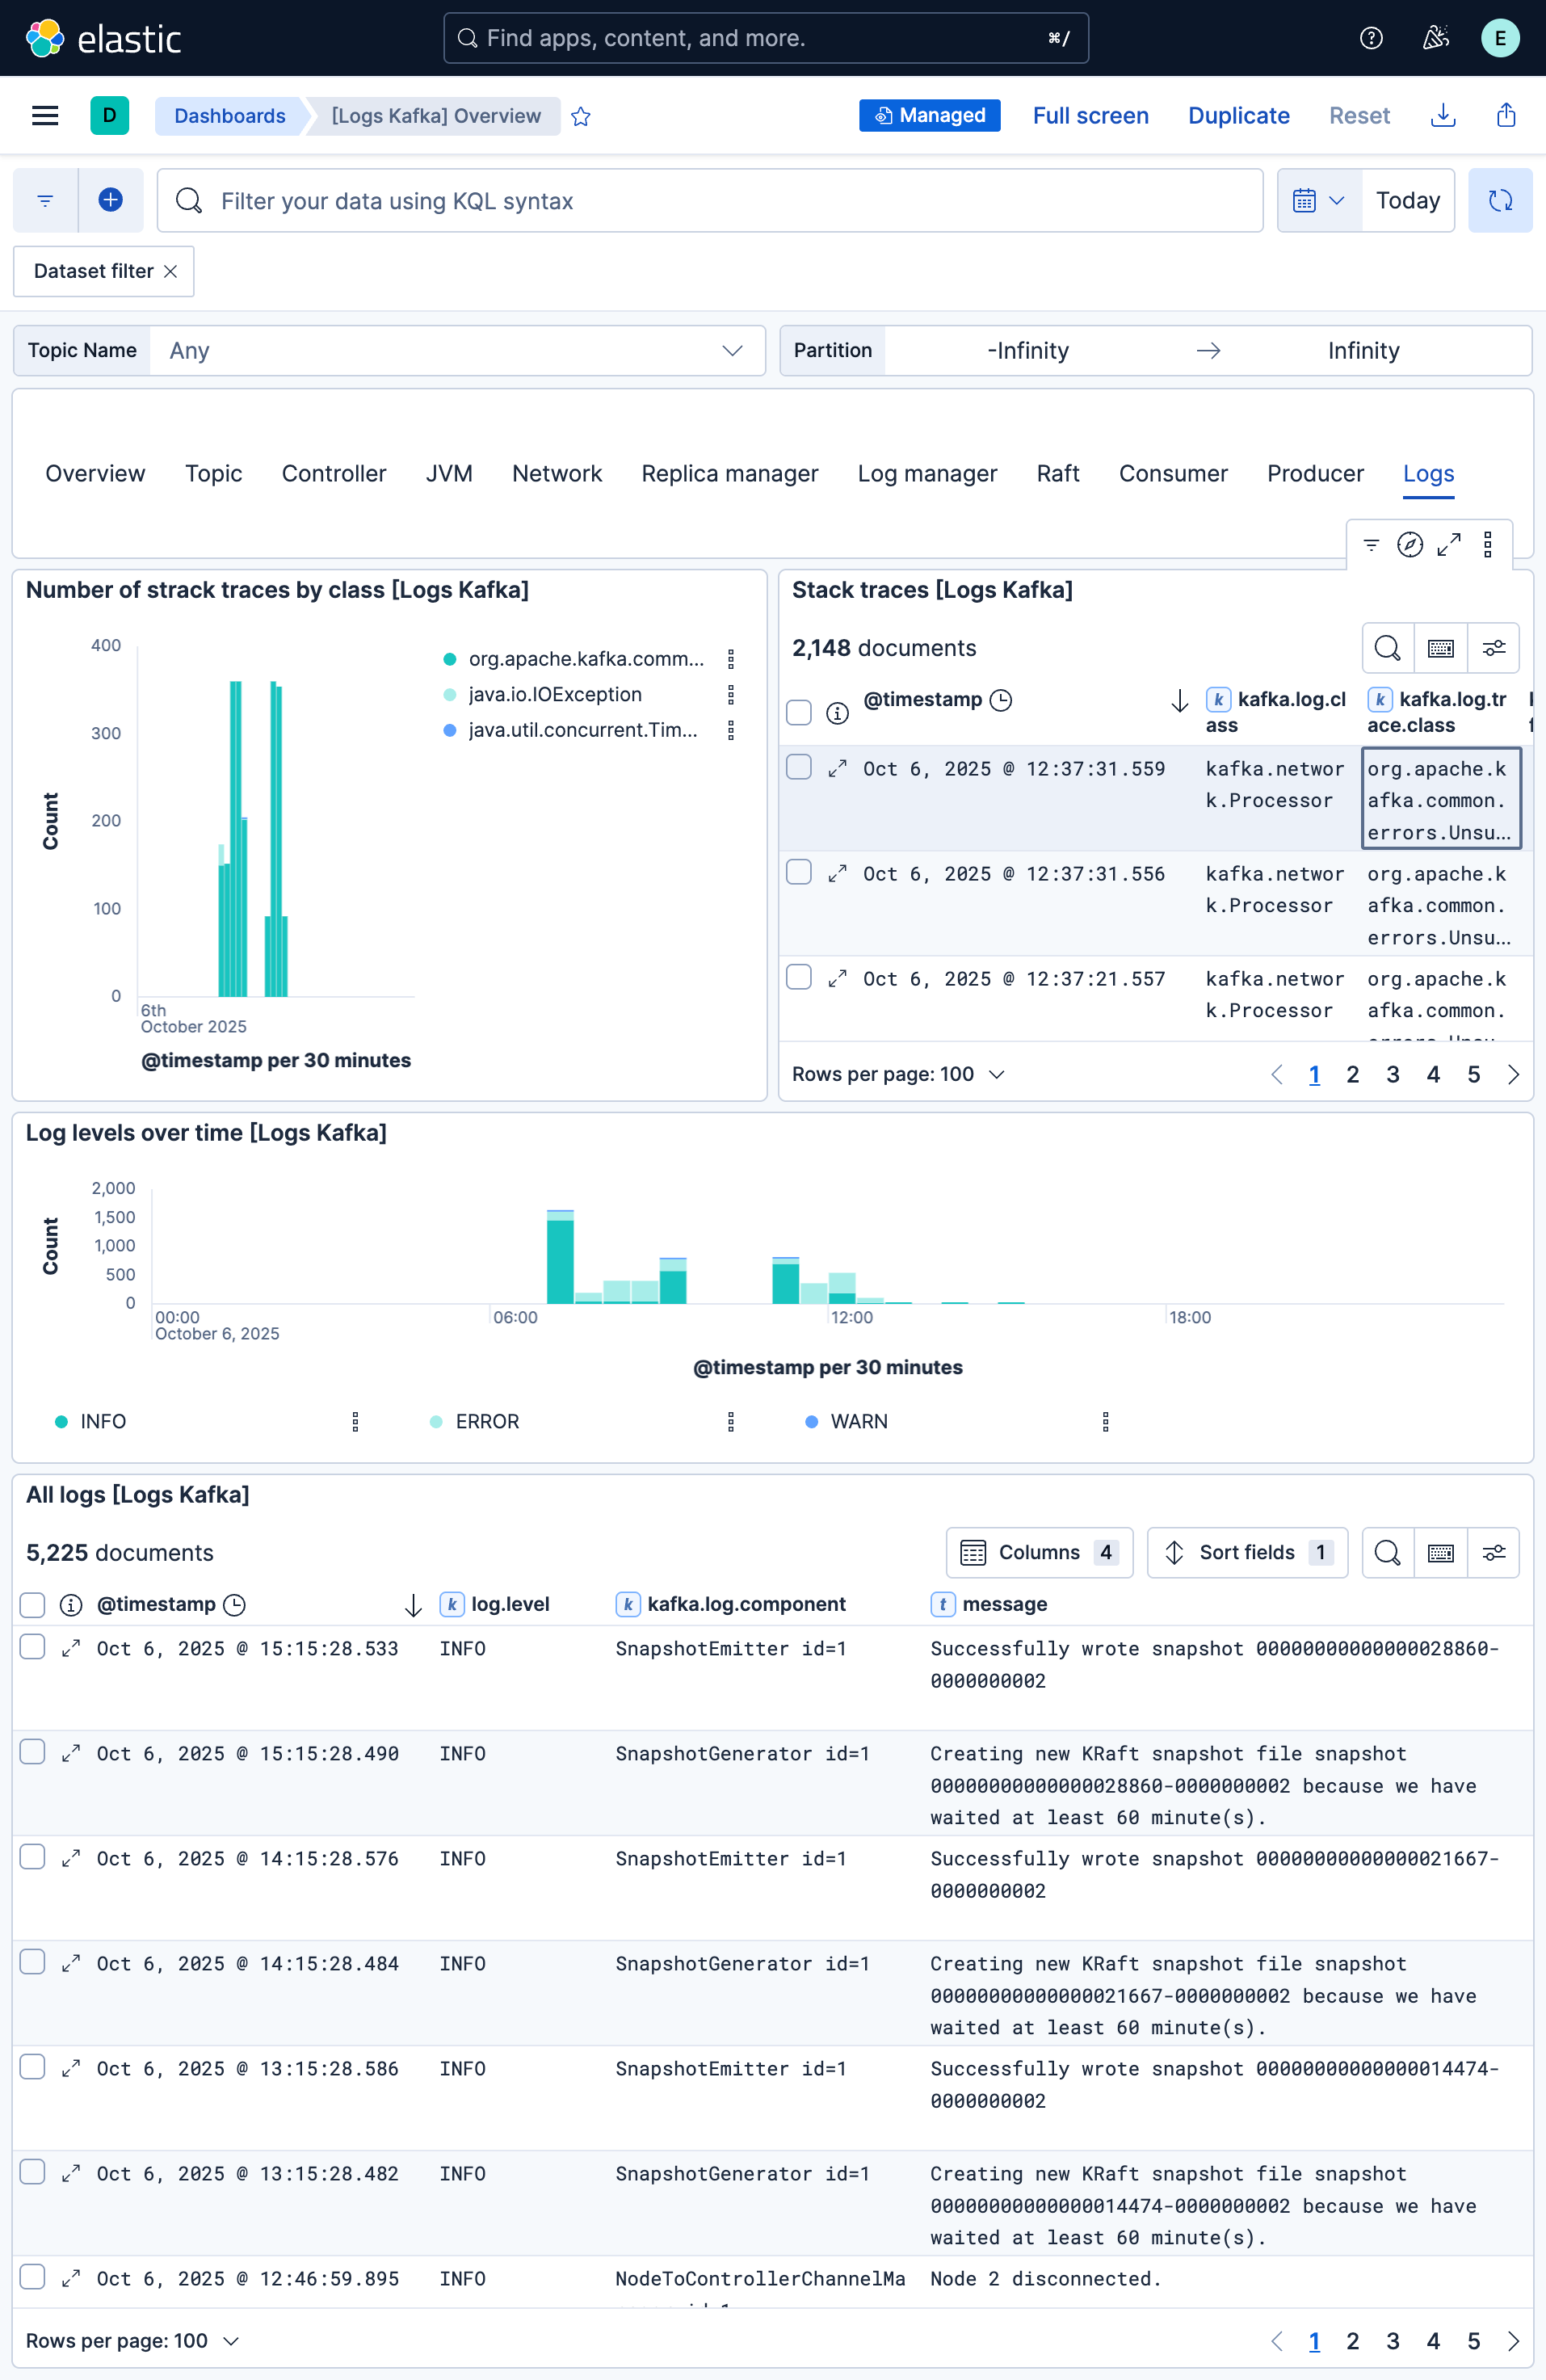 elastic
Find apps, content, and more.
⌘/
E
D
Dashboards
[Logs Kafka] Overview
Managed
Full screen
Duplicate
Reset
Filter your data using KQL syntax
Today
Dataset filter
Topic Name
Any
Partition
-Infinity
Infinity
Overview
Topic
Controller
JVM
Network
Replica manager
Log manager
Raft
Consumer
Producer
Logs
Number of strack traces by class [Logs Kafka]
400
300
200
100
0
Count
6th
October 2025
@timestamp per 30 minutes
org.apache.kafka.comm...
java.io.IOException
java.util.concurrent.Tim...
Stack traces [Logs Kafka]
2,148 documents
@timestamp
k kafka.log.cl
ass
k kafka.log.tr
ace.class
Oct 6, 2025 @ 12:37:31.559
kafka.networ
k.Processor
org.apache.k
afka.common.
errors.Unsu...
Oct 6, 2025 @ 12:37:31.556
kafka.networ
k.Processor
org.apache.k
afka.common.
errors.Unsu...
Oct 6, 2025 @ 12:37:21.557
kafka.networ
k.Processor
org.apache.k
afka.common.
Rows per page: 100
1 2 3 4 5
Log levels over time [Logs Kafka]
2,000
1,500
1,000
500
0
Count
00:00
October 6, 2025
06:00
12:00
18:00
@timestamp per 30 minutes
INFO
ERROR
WARN
All logs [Logs Kafka]
5,225 documents
Columns 4
Sort fields 1
@timestamp
k log.level
k kafka.log.component
t message
Oct 6, 2025 @ 15:15:28.533
INFO
SnapshotEmitter id=1
Successfully wrote snapshot 00000000000000028860-
0000000002
Oct 6, 2025 @ 15:15:28.490
INFO
SnapshotGenerator id=1
Creating new KRaft snapshot file snapshot
00000000000000028860-0000000002 because we have
waited at least 60 minute(s).
Oct 6, 2025 @ 14:15:28.576
INFO
SnapshotEmitter id=1
Successfully wrote snapshot 00000000000000021667-
0000000002
Oct 6, 2025 @ 14:15:28.484
INFO
SnapshotGenerator id=1
Creating new KRaft snapshot file snapshot
00000000000000021667-0000000002 because we have
waited at least 60 minute(s).
Oct 6, 2025 @ 13:15:28.586
INFO
SnapshotEmitter id=1
Successfully wrote snapshot 00000000000000014474-
0000000002
Oct 6, 2025 @ 13:15:28.482
INFO
SnapshotGenerator id=1
Creating new KRaft snapshot file snapshot
00000000000000014474-0000000002 because we have
waited at least 60 minute(s).
Oct 6, 2025 @ 12:46:59.895
INFO
NodeToControllerChannelMa
Node 2 disconnected.
Rows per page: 100
1 2 3 4 5